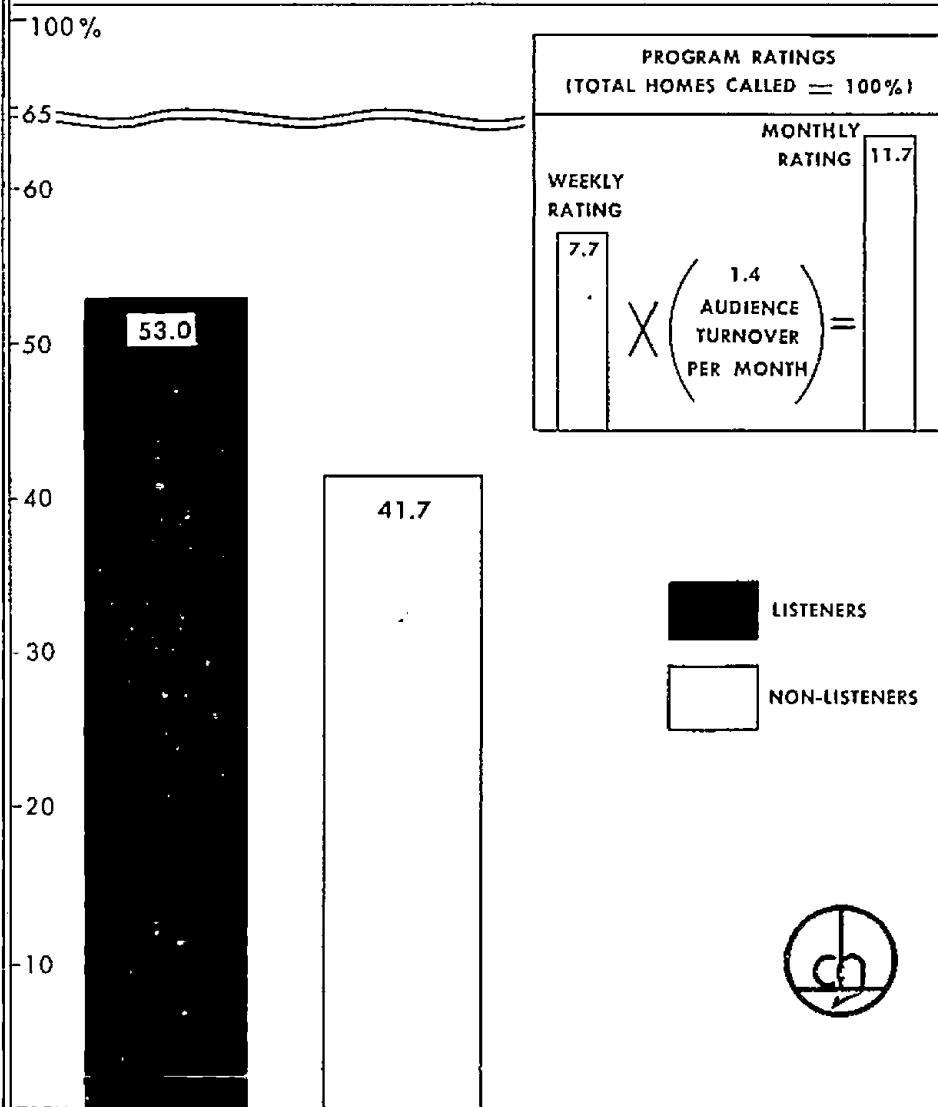 100%
65
60
50
40
30
20
10
53.0
41.7
PROGRAM RATINGS
(TOTAL HOMES CALLED = 100%)
WEEKLY
RATING
7.7
X
( 1.4
AUDIENCE
TURNOVER
PER MONTH )
=
MONTHLY
RATING
11.7
LISTENERS
NON-LISTENERS
ch